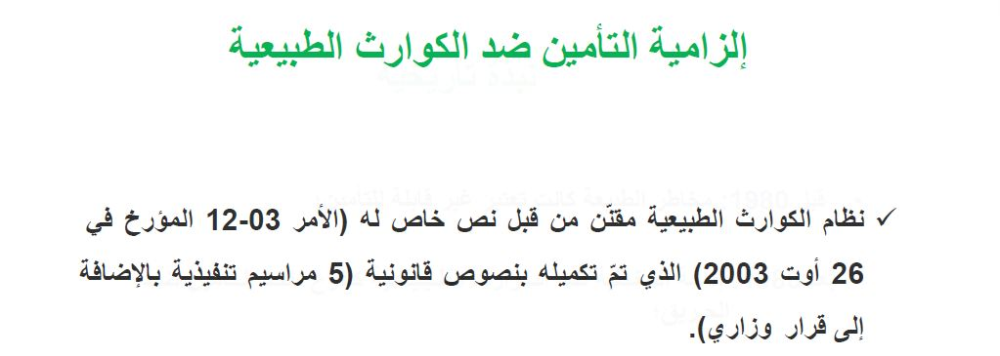 إلزامية التأمين ضد الكوارث الطبيعية
✓ نظام الكوارث الطبيعية مقنّن من قبل نص خاص له (الأمر 03-12 المؤرخ في
26 أوت 2003) الذي تمّ تكميله بنصوص قانونية (5 مراسيم تنفيذية بالإضافة
إلى قرار وزاري).